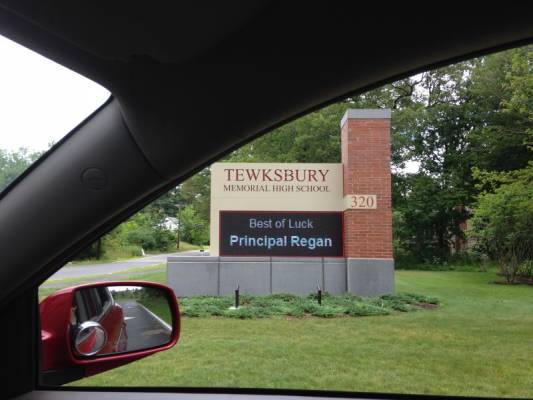 TEWKSBURY
MEMORIAL HIGH SCHOOL
320
Best of Luck
Principal Regan